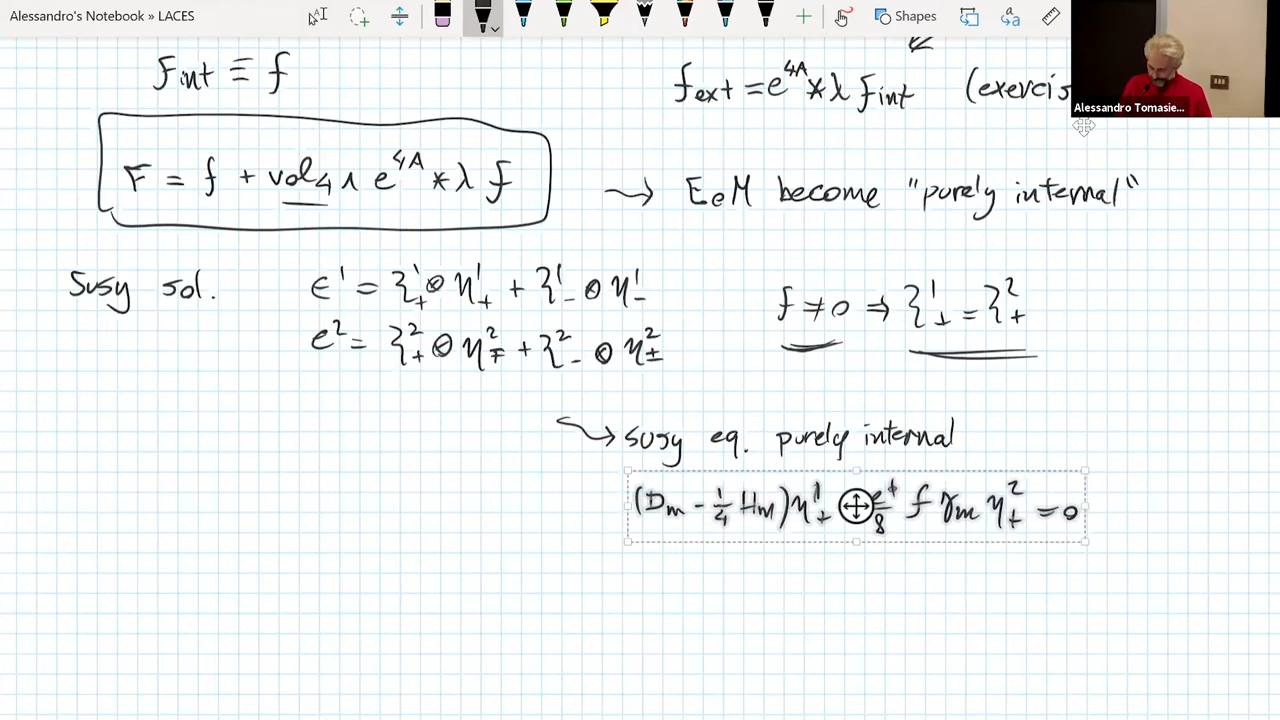 Alessandro's Notebook » LACES
Shapes
Alessandro Tomasie...
F_int ≡ f
f_ext = e^{4A} * λ F_int (exercis
F = f + vol_4 ∧ e^{4A} * λ f
⇝ EoM become "purely internal"
Susy sol. ϵ^1 = ζ^1_+ ⊗ η^1_+ + ζ^1_- ⊗ η^1_-
ϵ^2 = ζ^2_+ ⊗ η^2_∓ + ζ^2_- ⊗ η^2_±
f ≠ 0 ⇒ ζ^1_+ = ζ^2_+
⇝ susy eq. purely internal
(D_m - 1/4 H_m) η^1_+ e^ϕ/8 f γ_m η^2_+ = 0